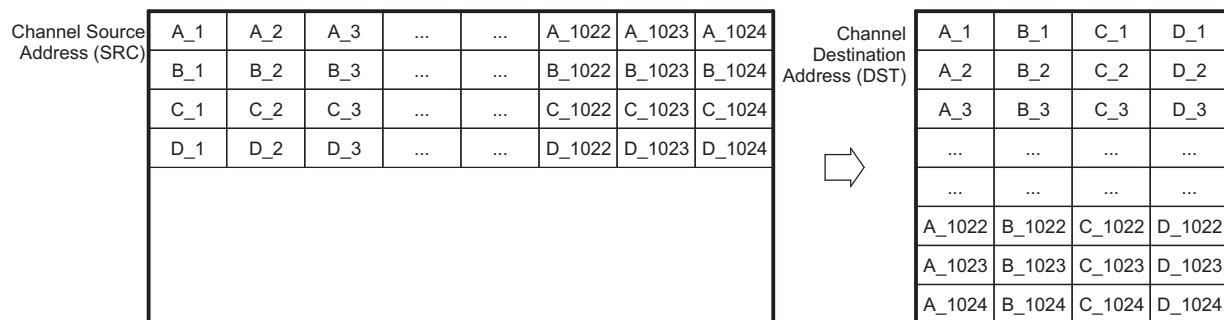 Channel Source
Address (SRC)
A_1 A_2 A_3 ... ... A_1022 A_1023 A_1024
B_1 B_2 B_3 ... ... B_1022 B_1023 B_1024
C_1 C_2 C_3 ... ... C_1022 C_1023 C_1024
D_1 D_2 D_3 ... ... D_1022 D_1023 D_1024
Channel
Destination
Address (DST)
A_1 B_1 C_1 D_1
A_2 B_2 C_2 D_2
A_3 B_3 C_3 D_3
... ... ... ...
... ... ... ...
A_1022 B_1022 C_1022 D_1022
A_1023 B_1023 C_1023 D_1023
A_1024 B_1024 C_1024 D_1024